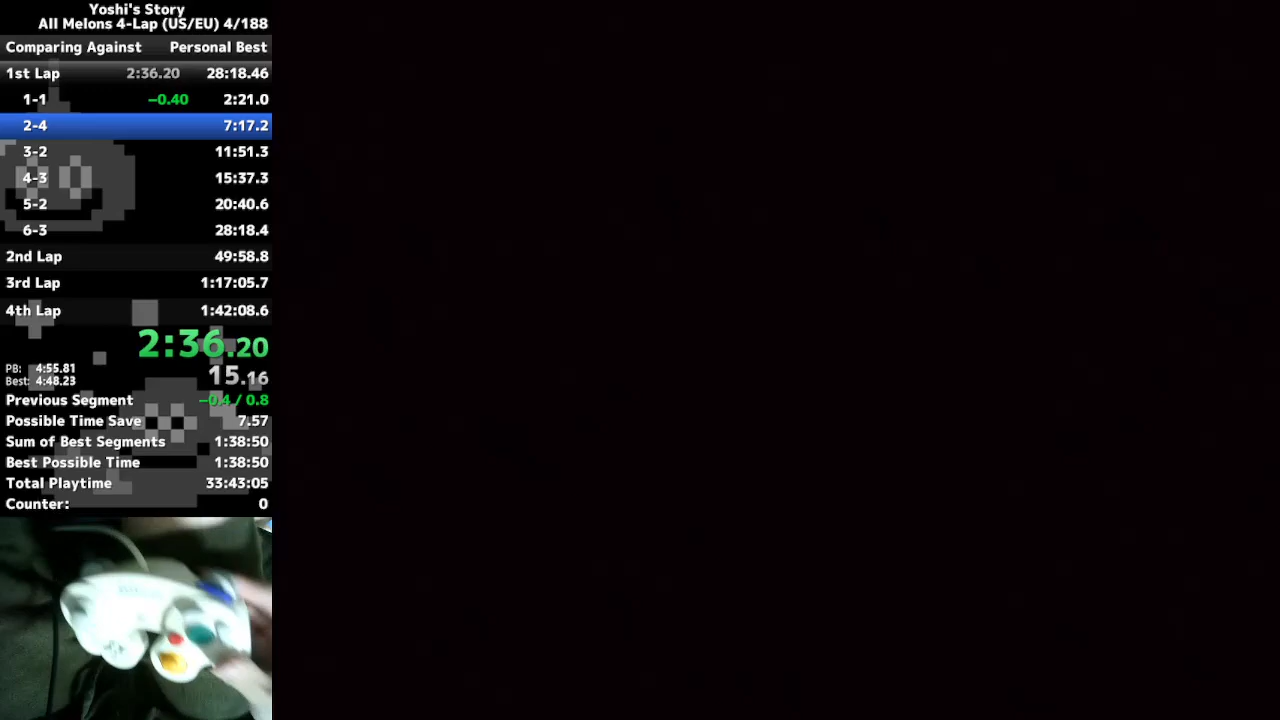 Yoshi's Story
All Melons 4-Lap (US/EU) 4/188
Comparing Against Personal Best
1st Lap 2:36.20 28:18.46
1-1 −0.40 2:21.0
2-4 7:17.2
3-2 11:51.3
4-3 15:37.3
5-2 20:40.6
6-3 28:18.4
2nd Lap 49:58.8
3rd Lap 1:17:05.7
4th Lap 1:42:08.6
2:36.20
PB: 4:55.81
Best: 4:48.23
15.16
Previous Segment −0.4 / 0.8
Possible Time Save 7.57
Sum of Best Segments 1:38:50
Best Possible Time 1:38:50
Total Playtime 33:43:05
Counter: 0